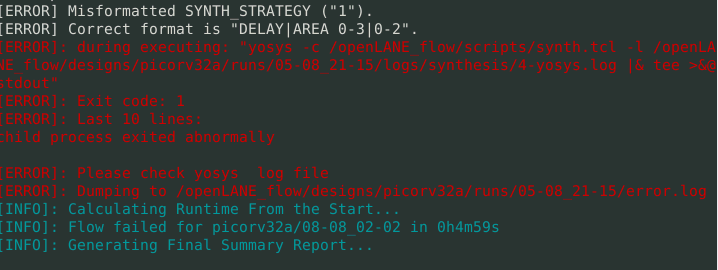 [ERROR] Misformatted SYNTH_STRATEGY ("1").
[ERROR] Correct format is "DELAY|AREA 0-3|0-2".
[ERROR]: during executing: "yosys -c /openLANE_flow/scripts/synth.tcl -l /openLA
NE_flow/designs/picorv32a/runs/05-08_21-15/logs/synthesis/4-yosys.log |& tee >&@
stdout"
[ERROR]: Exit code: 1
[ERROR]: Last 10 lines:
child process exited abnormally
[ERROR]: Please check yosys  log file
[ERROR]: Dumping to /openLANE_flow/designs/picorv32a/runs/05-08_21-15/error.log
[INFO]: Calculating Runtime From the Start...
[INFO]: Flow failed for picorv32a/08-08_02-02 in 0h4m59s
[INFO]: Generating Final Summary Report...